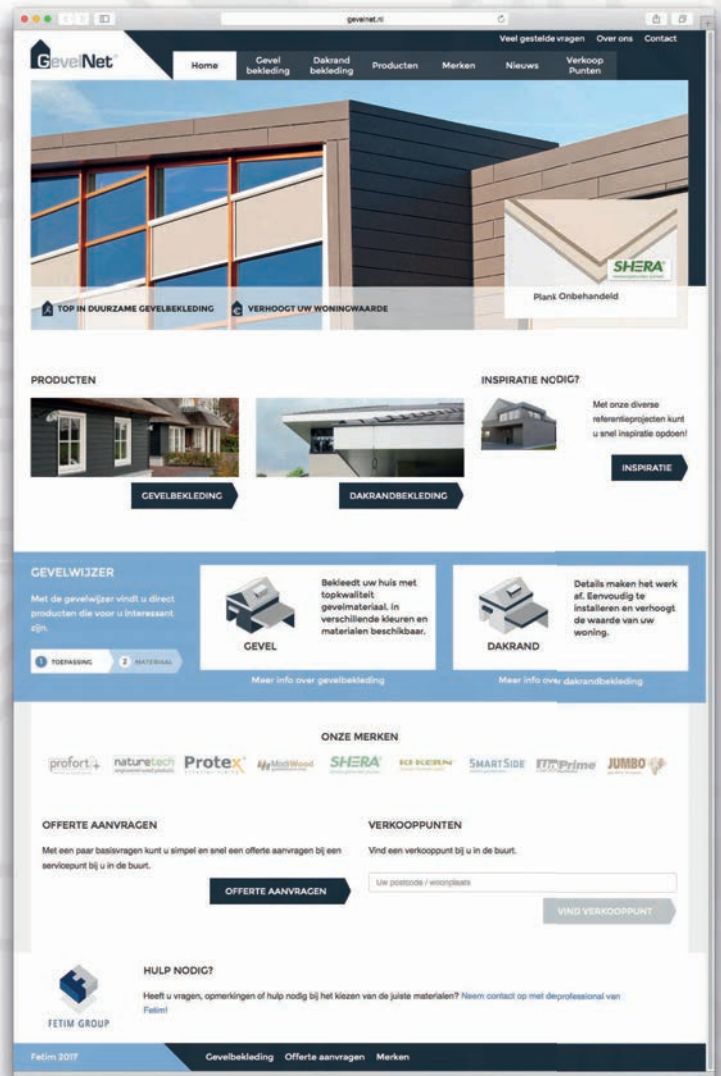 gevelnet.nl
Veel gestelde vragen Over ons Contact
GevelNet
Home
Gevel bekleding
Dakrand bekleding
Producten
Merken
Nieuws
Verkoop Punten
SHERA
Plank Onbehandeld
TOP IN DUURZAME GEVELBEKLEDING
VERHOOGT UW WONINGWAARDE
PRODUCTEN
GEVELBEKLEDING
DAKRANDBEKLEDING
INSPIRATIE NODIG?
Met onze diverse
referentieprojecten kunt
u snel inspiratie opdoen!
INSPIRATIE
GEVELWIJZER
Met de gevelwijzer vindt u direct
producten die voor u interessant
zijn.
1 TOEPASSING
2 MATERIAAL
GEVEL
Bekleedt uw huis met
topkwaliteit
gevelmateriaal. In
verschillende kleuren en
materialen beschikbaar.
Meer info over gevelbekleding
DAKRAND
Details maken het werk
af. Eenvoudig te
installeren en verhoogt
de waarde van uw
woning.
Meer info over dakrandbekleding
ONZE MERKEN
profort
naturetech
Protex
ModiWood
SHERA
KERN
SMARTSIDE
Prime
JUMBO
OFFERTE AANVRAGEN
Met een paar basisvragen kunt u simpel en snel een offerte aanvragen bij een
servicepunt bij u in de buurt.
OFFERTE AANVRAGEN
VERKOOPPUNTEN
Vind een verkooppunt bij u in de buurt.
Uw postcode / woonplaats
VIND VERKOOPPUNT
FETIM GROUP
HULP NODIG?
Heeft u vragen, opmerkingen of hulp nodig bij het kiezen van de juiste materialen? Neem contact op met deprofessional van
Fetim!
Fetim 2017
Gevelbekleding Offerte aanvragen Merken